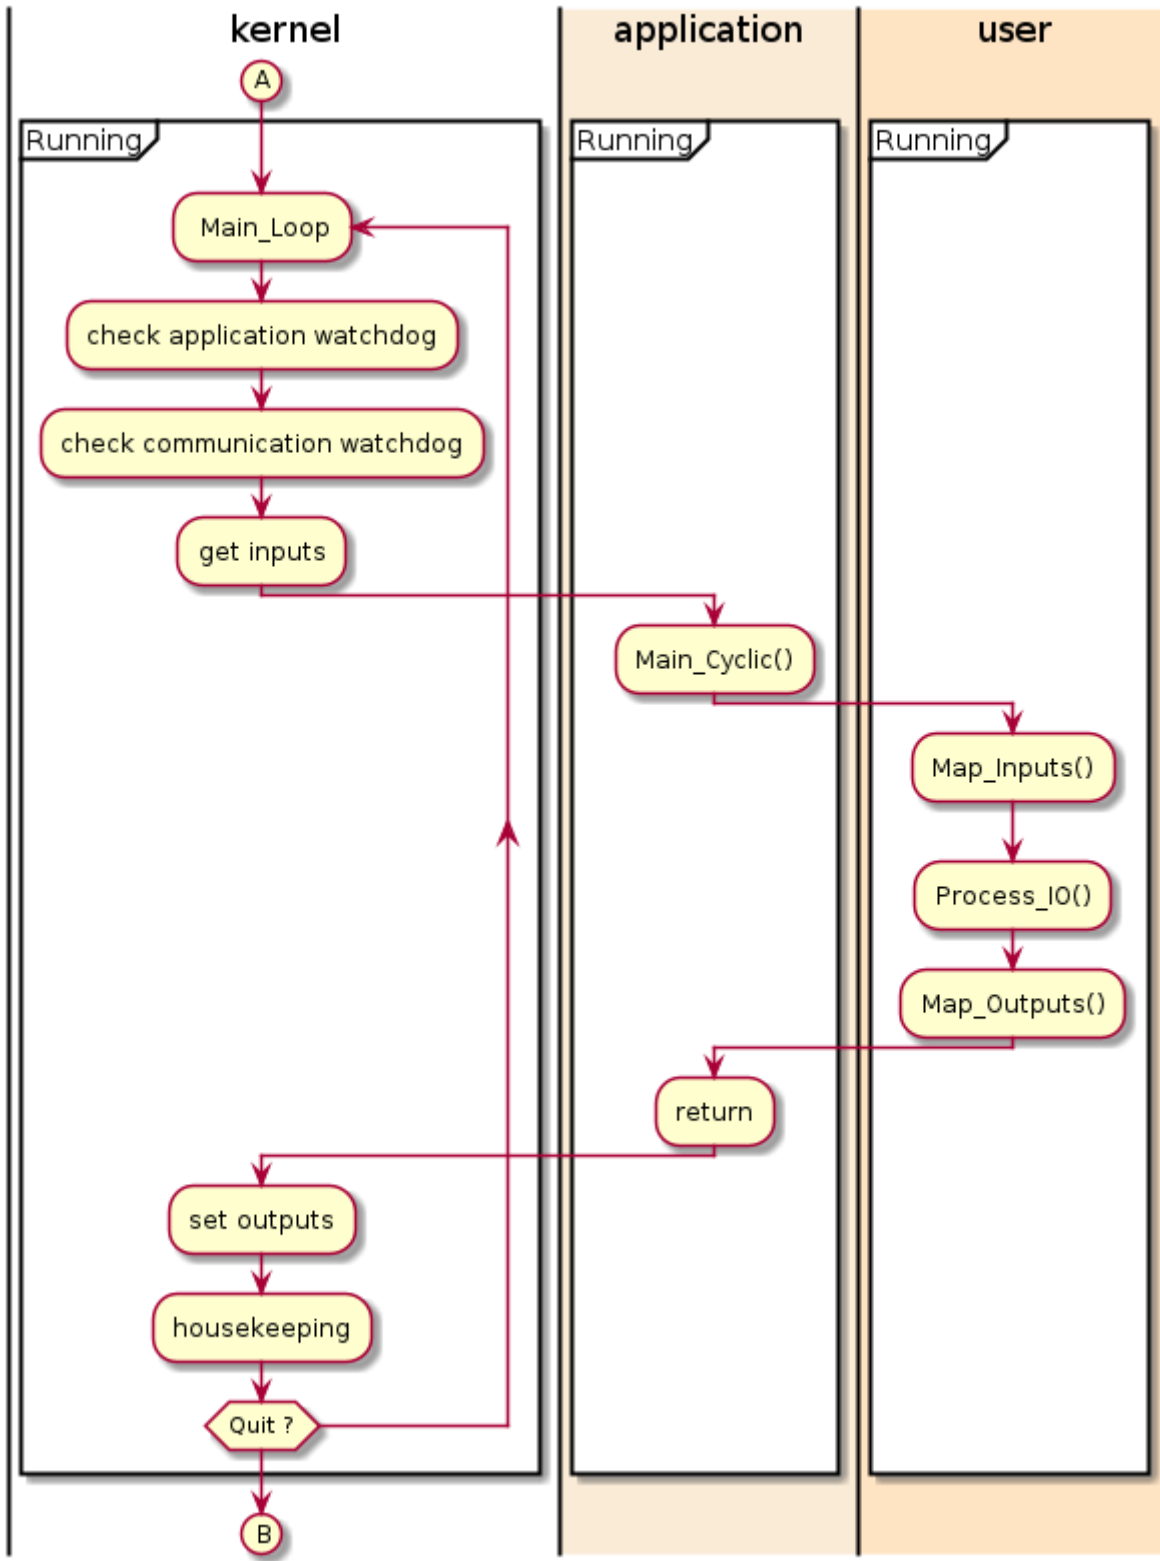 kernel
application
user
A
Running
Running
Running
Main_Loop
check application watchdog
check communication watchdog
get inputs
Main_Cyclic()
Map_Inputs()
Process_IO()
Map_Outputs()
return
set outputs
housekeeping
Quit ?
B